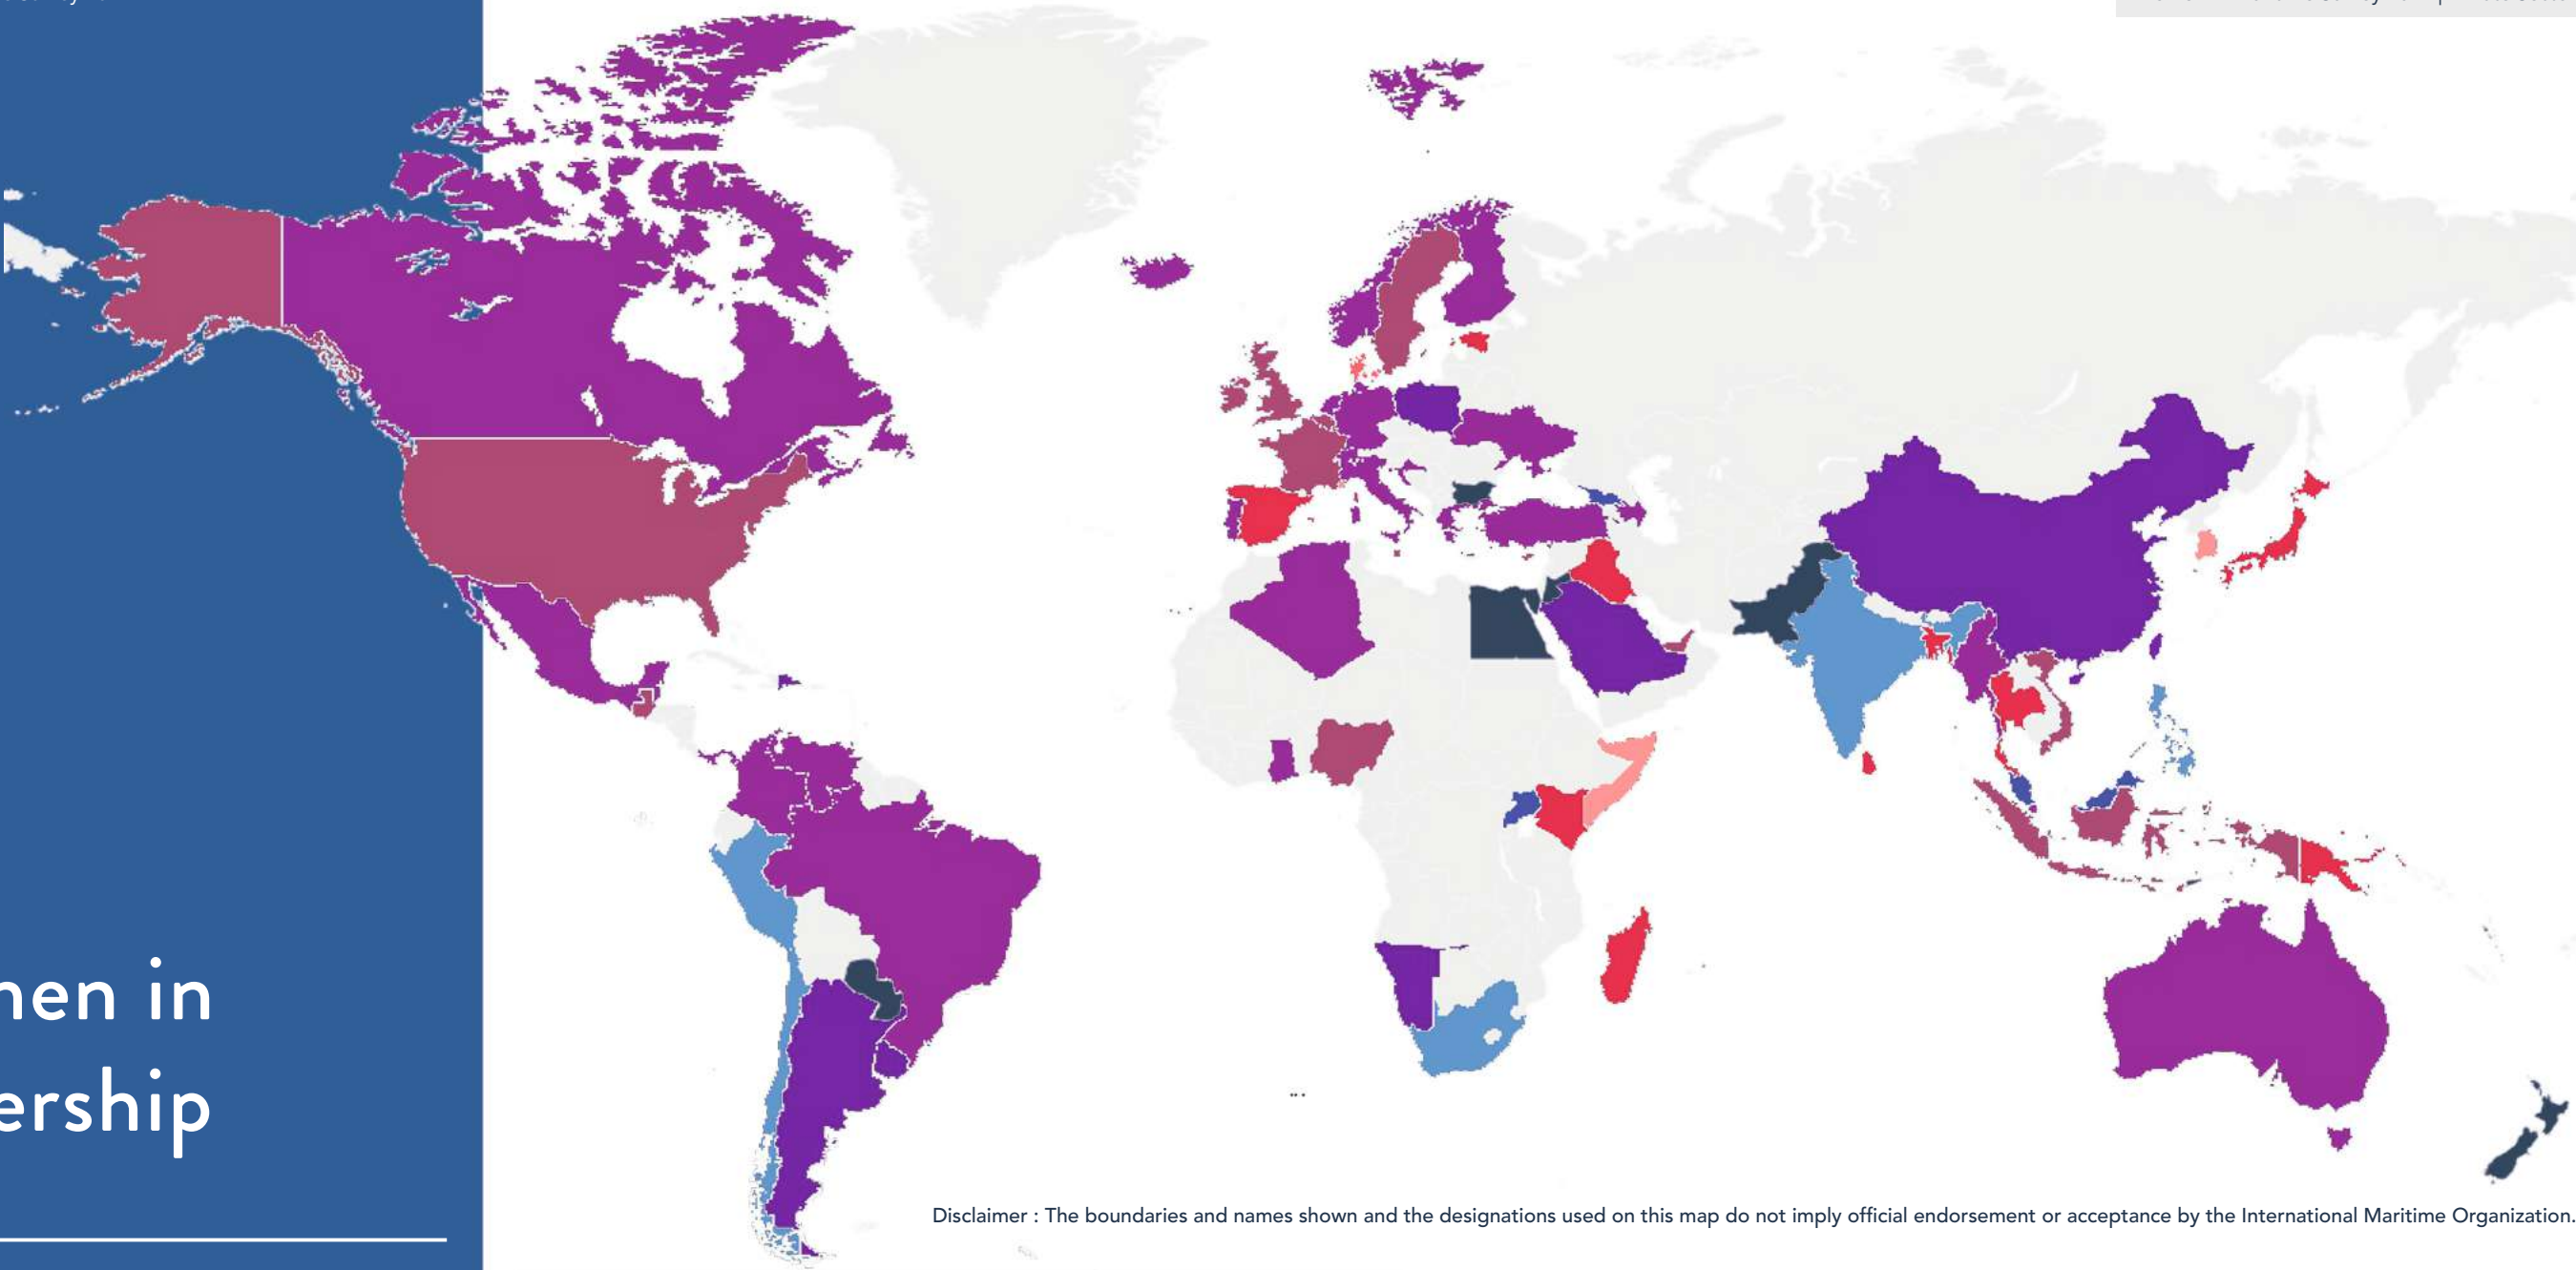 men in
ership
Disclaimer : The boundaries and names shown and the designations used on this map do not imply official endorsement or acceptance by the International Maritime Organization.